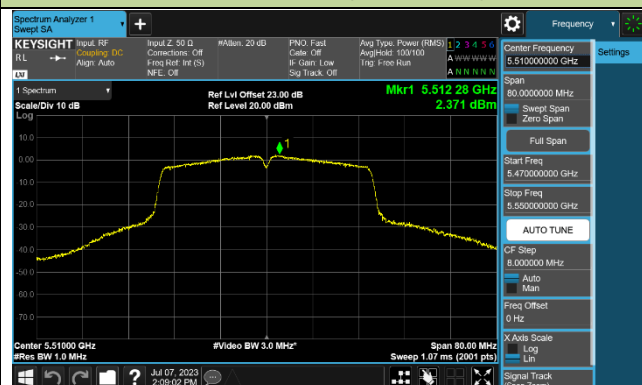 Spectrum Analyzer 1
Swept SA
Frequency
KEYSIGHT
RL
LXI
Input: RF
Coupling: DC
Align: Auto
Input Z: 50 Ω
Corrections: Off
Freq Ref: Int (S)
NFE: Off
#Atten: 20 dB
PNO: Fast
Gate: Off
IF Gain: Low
Sig Track: Off
Avg Type: Power (RMS)
Avg|Hold: 100/100
Trig: Free Run
1 2 3 4 5 6
A W W W W W
A N N N N N
1 Spectrum
Scale/Div 10 dB
Log
Ref Lvl Offset 23.00 dB
Ref Level 20.00 dBm
Mkr1 5.512 28 GHz
2.371 dBm
1
10.0
0.00
-10.0
-20.0
-30.0
-40.0
-50.0
-60.0
-70.0
Center 5.51000 GHz
#Res BW 1.0 MHz
#Video BW 3.0 MHz*
Span 80.00 MHz
Sweep 1.07 ms (2001 pts)
Jul 07, 2023
2:09:02 PM
Center Frequency
5.510000000 GHz
Span
80.0000000 MHz
Swept Span
Zero Span
Full Span
Start Freq
5.470000000 GHz
Stop Freq
5.550000000 GHz
AUTO TUNE
CF Step
8.000000 MHz
Auto
Man
Freq Offset
0 Hz
X Axis Scale
Log
Lin
Signal Track
(Span Zoom)
Settings